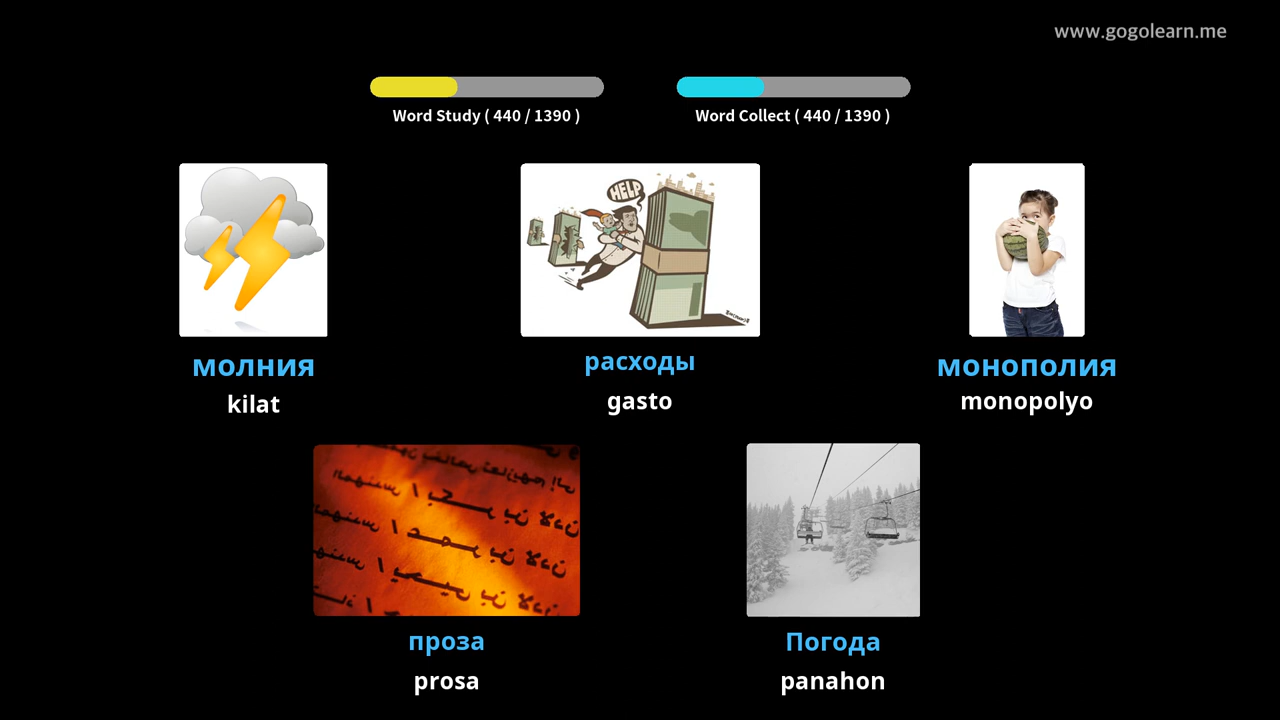 www.gogolearn.me
Word Study ( 440 / 1390 )
Word Collect ( 440 / 1390 )
HELP
молния
kilat
расходы
gasto
монополия
monopolyo
проза
prosa
Погода
panahon